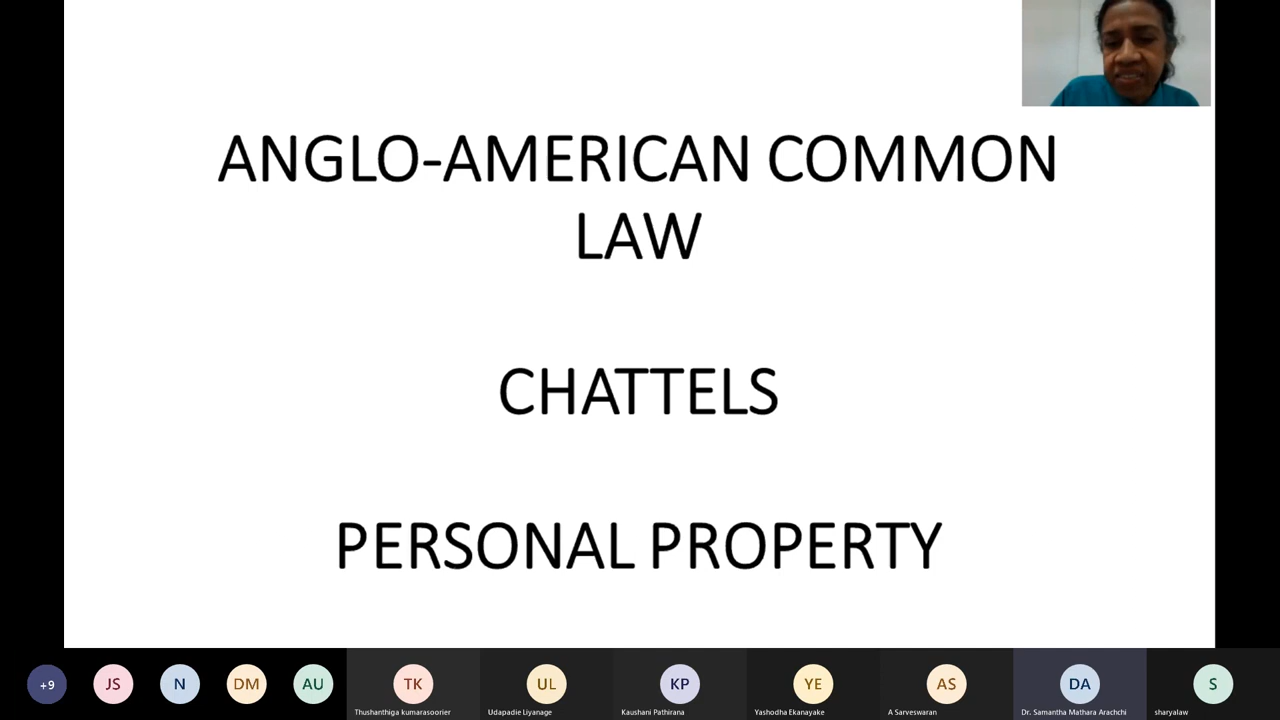 ANGLO-AMERICAN COMMON
LAW
CHATTELS
PERSONAL PROPERTY
+9
JS
N
DM
AU
TK
UL
KP
YE
AS
DA
S
Thushanthiga kumarasoorier
Udapadie Liyanage
Kaushani Pathirana
Yashodha Ekanayake
A Sarveswaran
Dr. Samantha Mathara Arachchi
sharyalaw